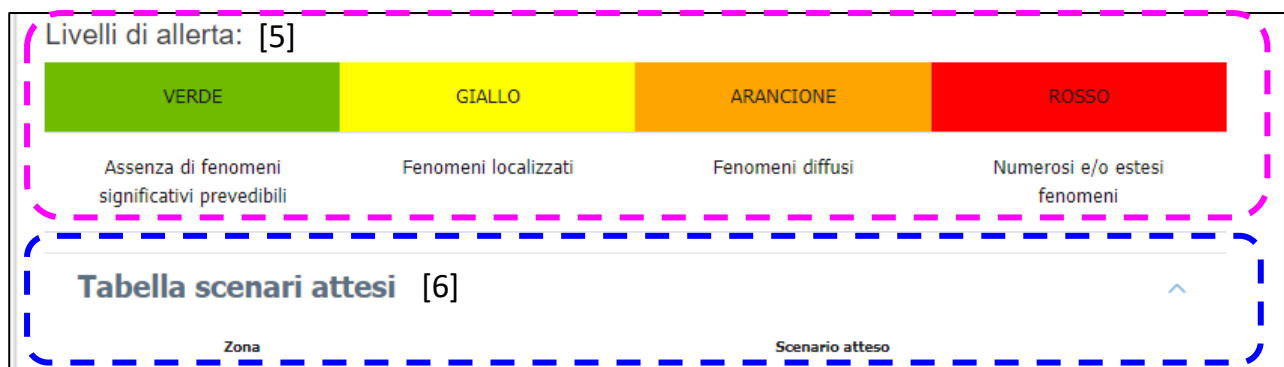 Livelli di allerta: [5]
VERDE GIALLO ARANCIONE ROSSO
Assenza di fenomeni Fenomeni localizzati Fenomeni diffusi Numerosi e/o estesi
significativi prevedibili fenomeni
Tabella scenari attesi [6]
Zona Scenario atteso